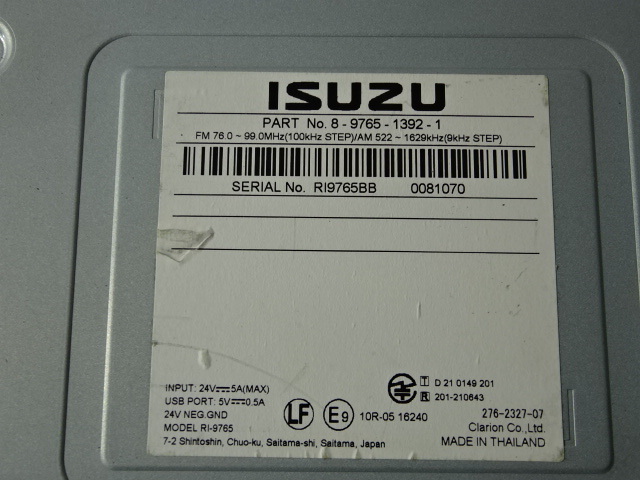 ISUZU
PART No. 8 - 9765 - 1392 - 1
FM 76.0 ~ 99.0MHz(100kHz STEP)/AM 522 ~ 1629kHz(9kHz STEP)
SERIAL No. RI9765BB 0081070
INPUT: 24V⎓5A(MAX)
USB PORT: 5V⎓0.5A
24V NEG.GND
MODEL RI-9765
7-2 Shintoshin, Chuo-ku, Saitama-shi, Saitama, Japan
LF
E9
10R-05 16240
T D 21 0149 201
R 201-210643
276-2327-07
Clarion Co.,Ltd.
MADE IN THAILAND